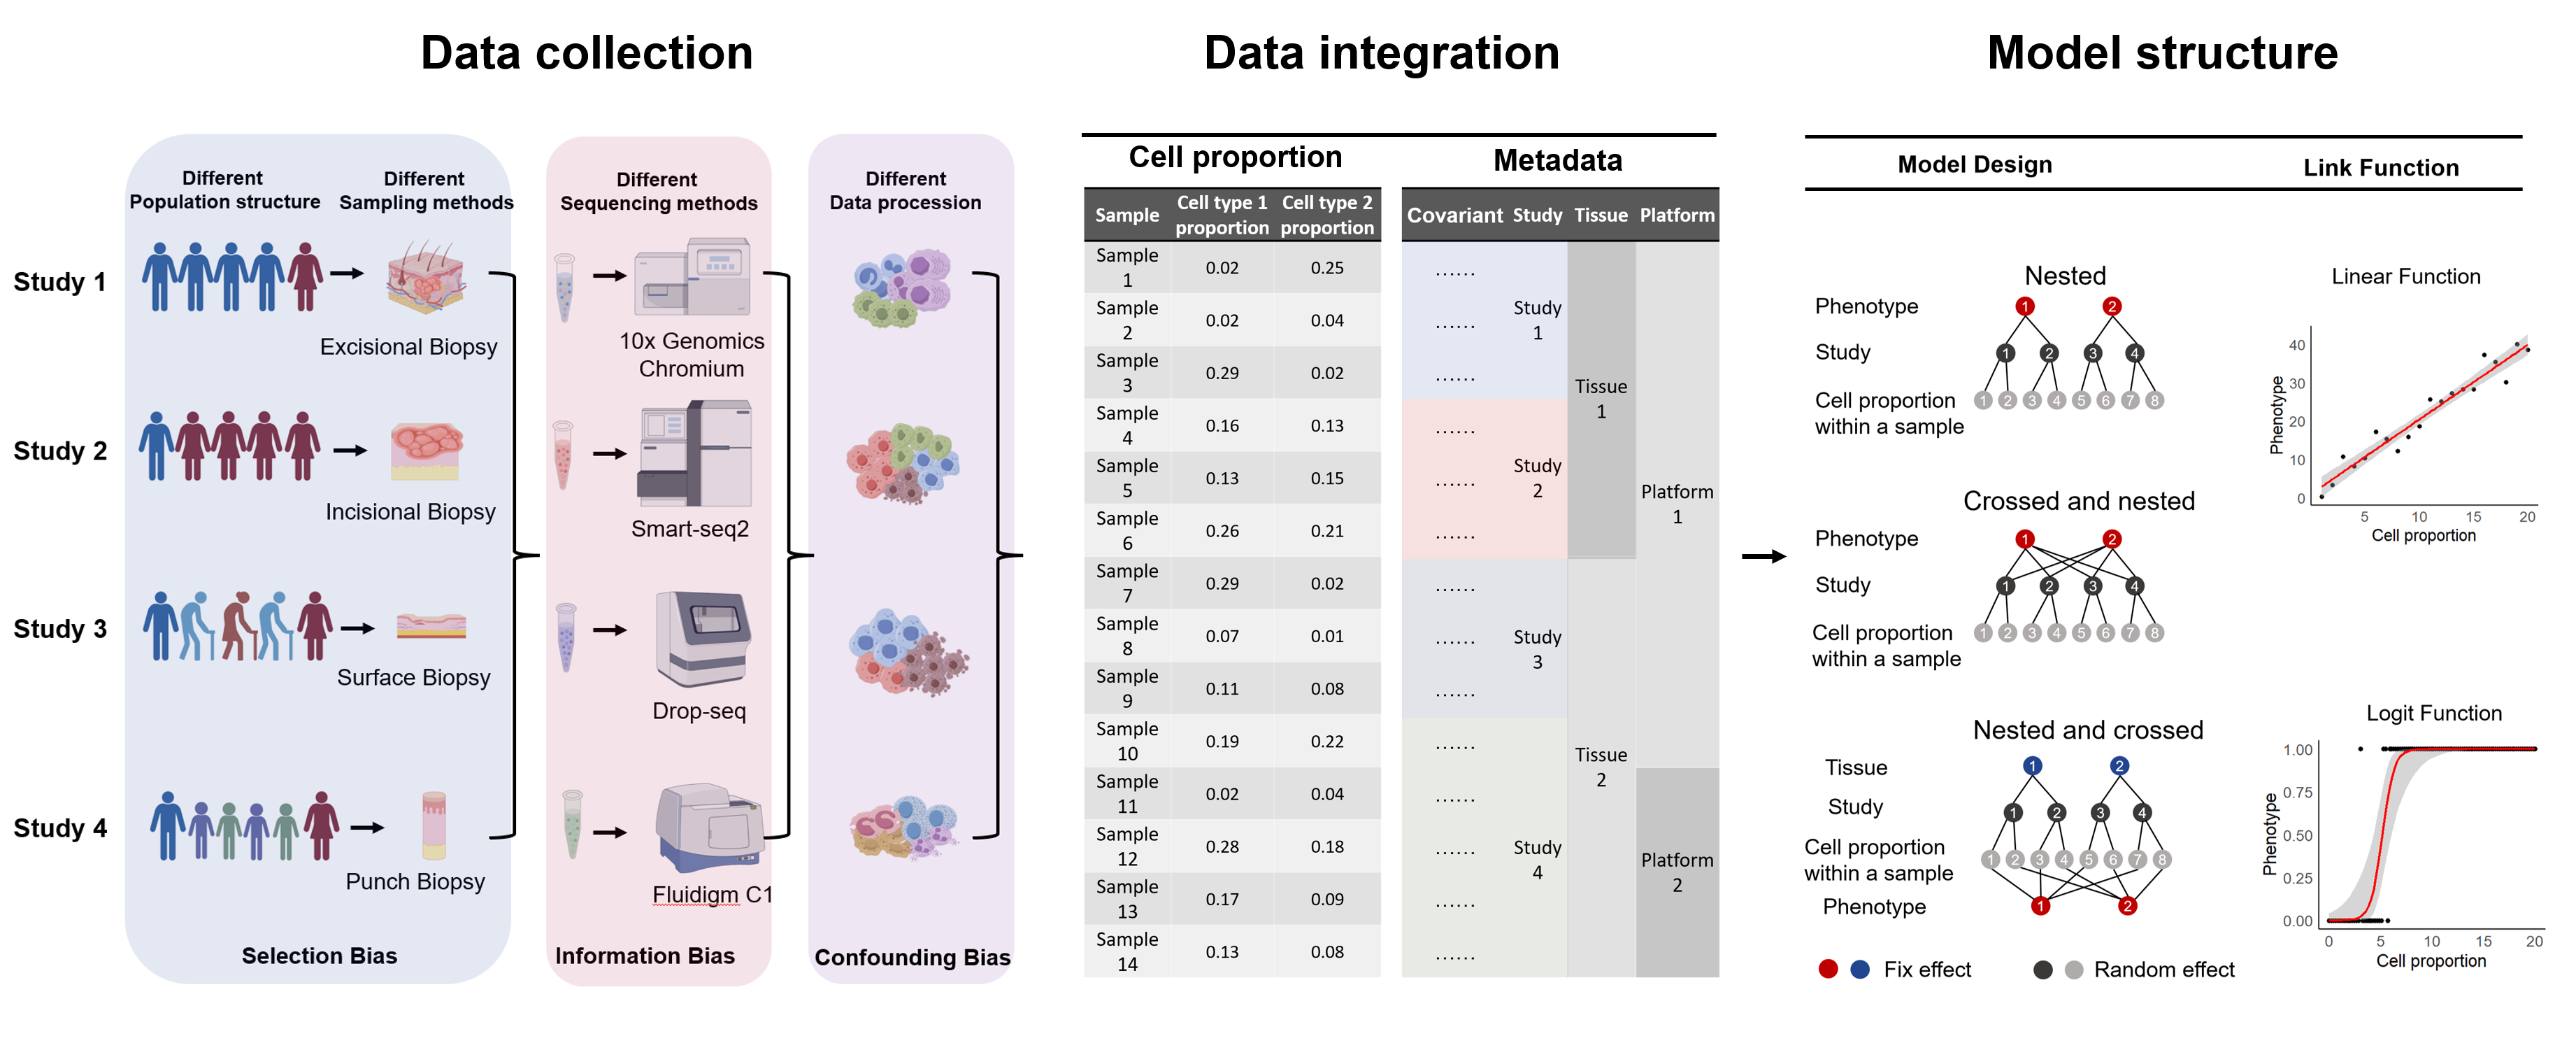 Data collection
Data integration
Model structure
Different
Population structure
Different
Sampling methods
Different
Sequencing methods
Different
Data procession
Study 1
Excisional Biopsy
10x Genomics
Chromium
Study 2
Incisional Biopsy
Smart-seq2
Study 3
Surface Biopsy
Drop-seq
Study 4
Punch Biopsy
Fluidigm C1
Selection Bias
Information Bias
Confounding Bias
Cell proportion
Metadata
Sample
Cell type 1
proportion
Cell type 2
proportion
Covariant
Study
Tissue
Platform
Sample
1
0.02
0.25
......
Sample
2
0.02
0.04
......
Sample
3
0.29
0.02
......
Sample
4
0.16
0.13
......
Sample
5
0.13
0.15
......
Sample
6
0.26
0.21
......
Sample
7
0.29
0.02
......
Sample
8
0.07
0.01
......
Sample
9
0.11
0.08
......
Sample
10
0.19
0.22
......
Sample
11
0.02
0.04
......
Sample
12
0.28
0.18
......
Sample
13
0.17
0.09
......
Sample
14
0.13
0.08
......
Study
1
Study
2
Study
3
Study
4
Tissue
1
Tissue
2
Platform
1
Platform
2
Model Design
Link Function
Nested
Phenotype
1 2
Study
1 2 3 4
Cell proportion
within a sample
1 2 3 4 5 6 7 8
Crossed and nested
Phenotype
1 2
Study
1 2 3 4
Cell proportion
within a sample
1 2 3 4 5 6 7 8
Nested and crossed
Tissue
1 2
Study
1 2 3 4
Cell proportion
within a sample
1 2 3 4 5 6 7 8
Phenotype
1 2
Fix effect
Random effect
Linear Function
Phenotype
40
30
20
10
0
5 10 15 20
Cell proportion
Logit Function
Phenotype
1.00
0.75
0.50
0.25
0.00
0 5 10 15 20
Cell proportion